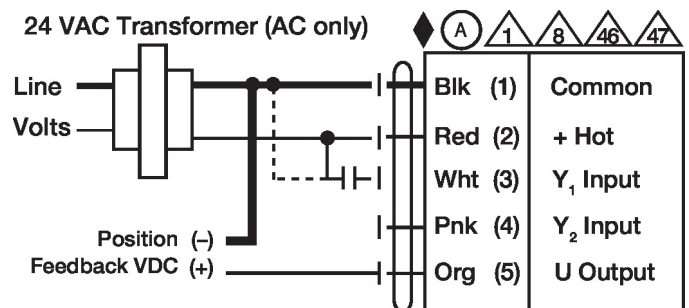 24 VAC Transformer (AC only)
A 1 8 46 47
Line
Volts
Blk (1) Common
Red (2) + Hot
Wht (3) Y₁ Input
Pnk (4) Y₂ Input
Position (–)
Feedback VDC (+)
Org (5) U Output